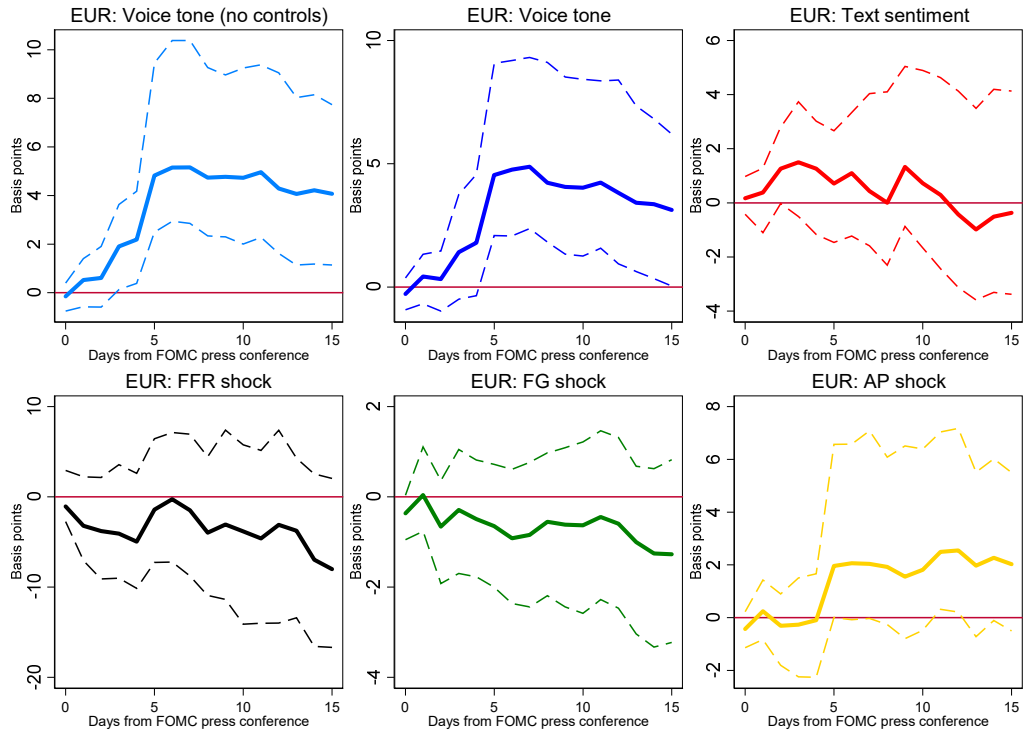 EUR: Voice tone (no controls)
Basis points
10
8
6
4
2
0
0 5 10 15
Days from FOMC press conference
EUR: Voice tone
Basis points
10
5
0
0 5 10 15
Days from FOMC press conference
EUR: Text sentiment
Basis points
6
4
2
0
-2
-4
0 5 10 15
Days from FOMC press conference
EUR: FFR shock
Basis points
10
0
-10
-20
0 5 10 15
Days from FOMC press conference
EUR: FG shock
Basis points
2
0
-2
-4
0 5 10 15
Days from FOMC press conference
EUR: AP shock
Basis points
8
6
4
2
0
-2
0 5 10 15
Days from FOMC press conference